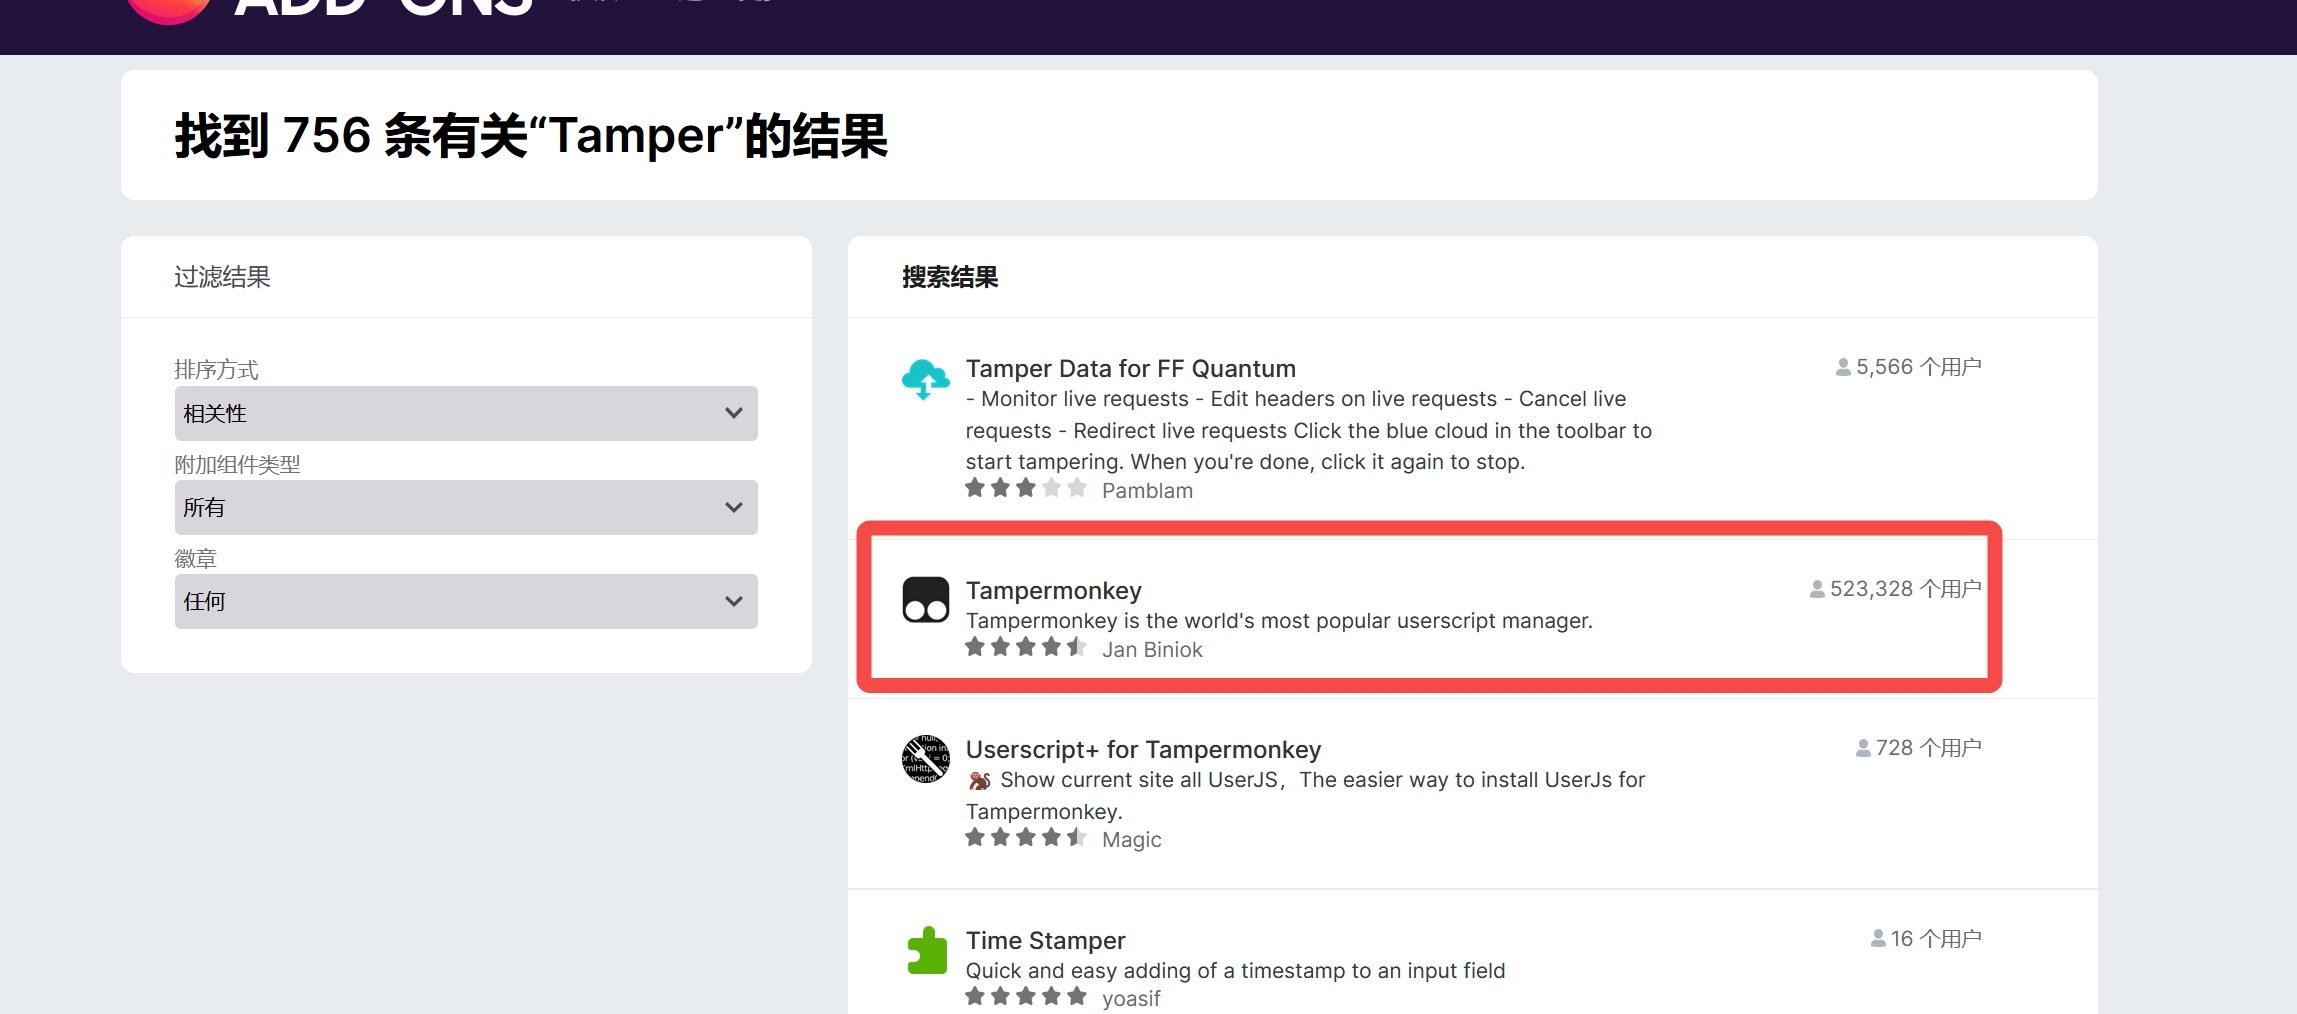 ADD-ONS
找到 756 条有关“Tamper”的结果
过滤结果
排序方式
相关性
附加组件类型
所有
徽章
任何
搜索结果
Tamper Data for FF Quantum
5,566 个用户
- Monitor live requests - Edit headers on live requests - Cancel live
requests - Redirect live requests Click the blue cloud in the toolbar to
start tampering. When you're done, click it again to stop.
Pamblam
Tampermonkey
523,328 个用户
Tampermonkey is the world's most popular userscript manager.
Jan Biniok
Userscript+ for Tampermonkey
728 个用户
🐒 Show current site all UserJS，The easier way to install UserJs for
Tampermonkey.
Magic
Time Stamper
16 个用户
Quick and easy adding of a timestamp to an input field
yoasif